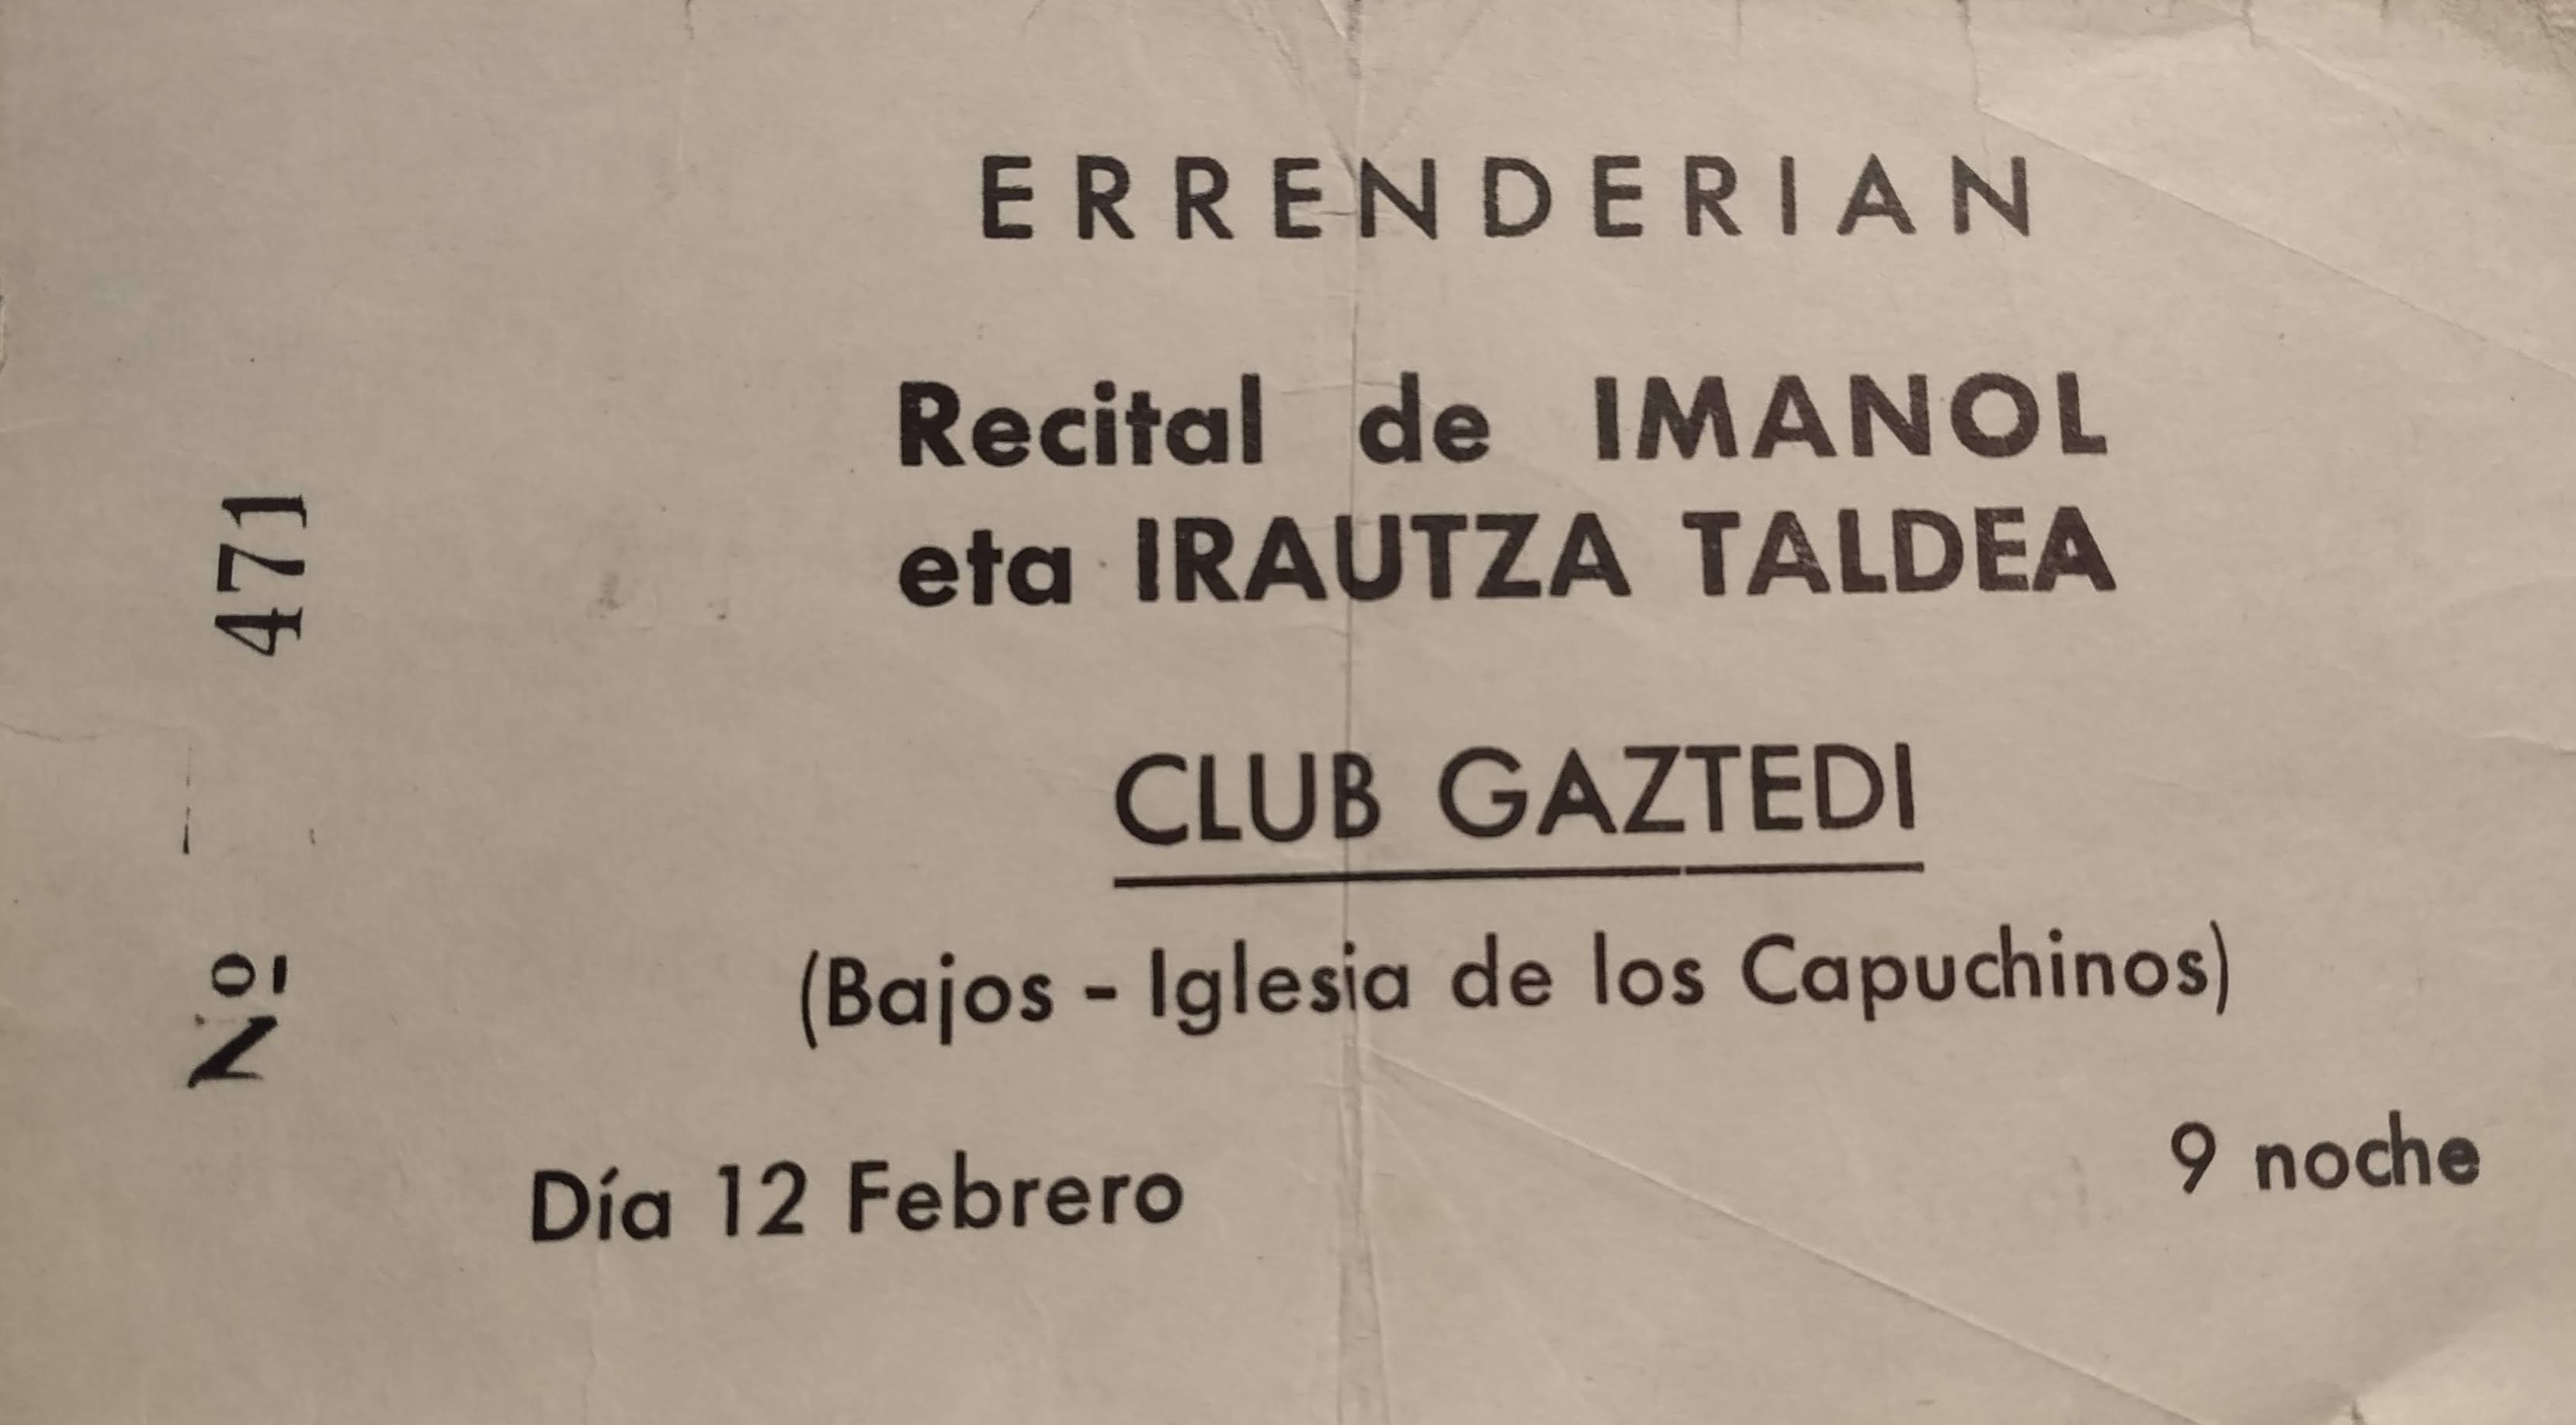 ERRENDERIAN
Recital de IMANOL
eta IRAUTZA TALDEA
CLUB GAZTEDI
(Bajos - Iglesia de los Capuchinos)
Día 12 Febrero 9 noche
Nº 471